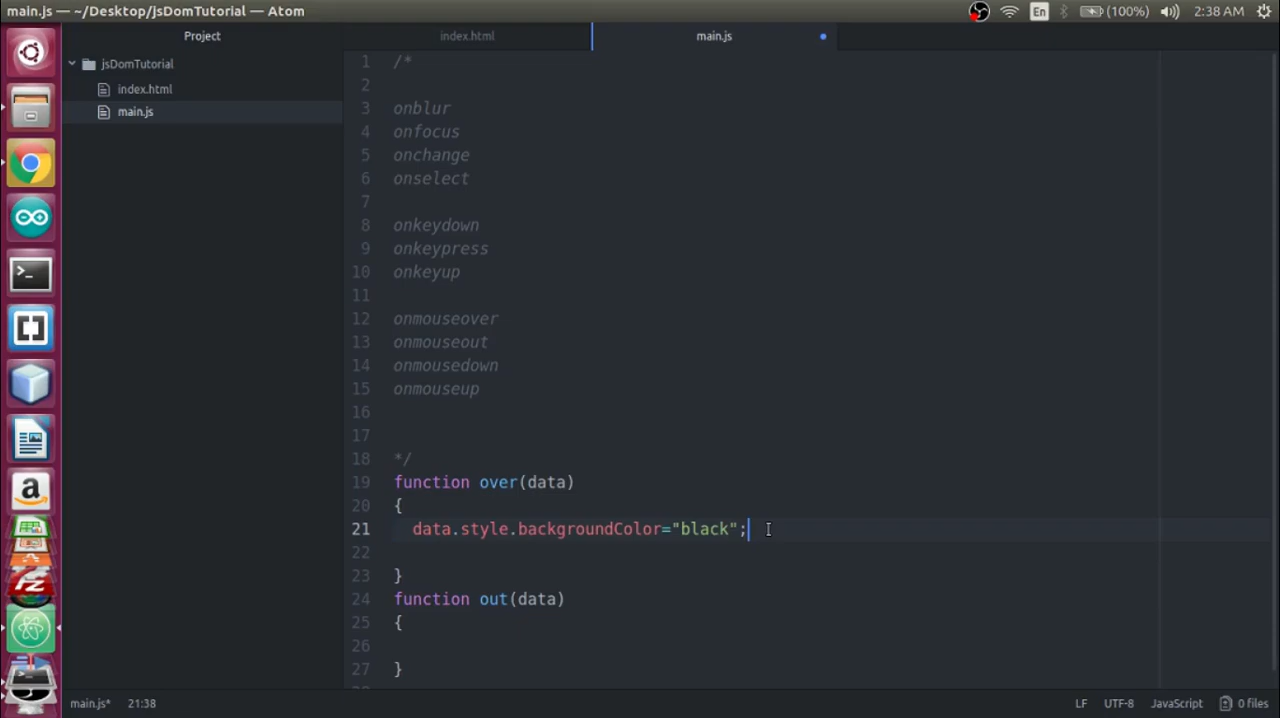 main.js — ~/Desktop/jsDomTutorial — Atom
En
(100%)
2:38 AM
Project
index.html
main.js
jsDomTutorial
index.html
main.js
1 /*
2
3 onblur
4 onfocus
5 onchange
6 onselect
7
8 onkeydown
9 onkeypress
10 onkeyup
11
12 onmouseover
13 onmouseout
14 onmousedown
15 onmouseup
16
17
18 */
19 function over(data)
20 {
21 data.style.backgroundColor="black";
22
23 }
24 function out(data)
25 {
26
27 }
main.js*
21:38
LF
UTF-8
JavaScript
0 files